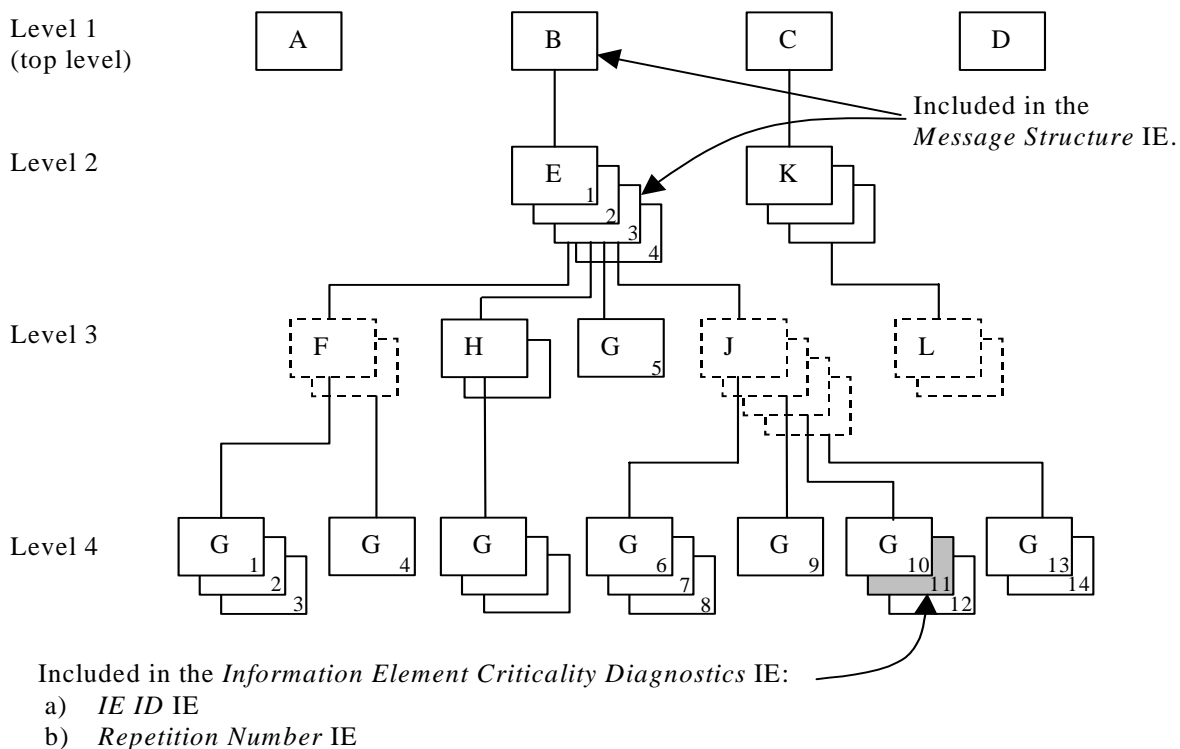 Level 1
(top level)
A
B
C
D
Included in the
Message Structure IE.
Level 2
E
1
2
3
4
K
Level 3
F
H
G
5
J
L
Level 4
G
1
2
3
G
4
G
G
6
7
8
G
9
G
10
11
12
G
13
14
Included in the Information Element Criticality Diagnostics IE:
a) IE ID IE
b) Repetition Number IE